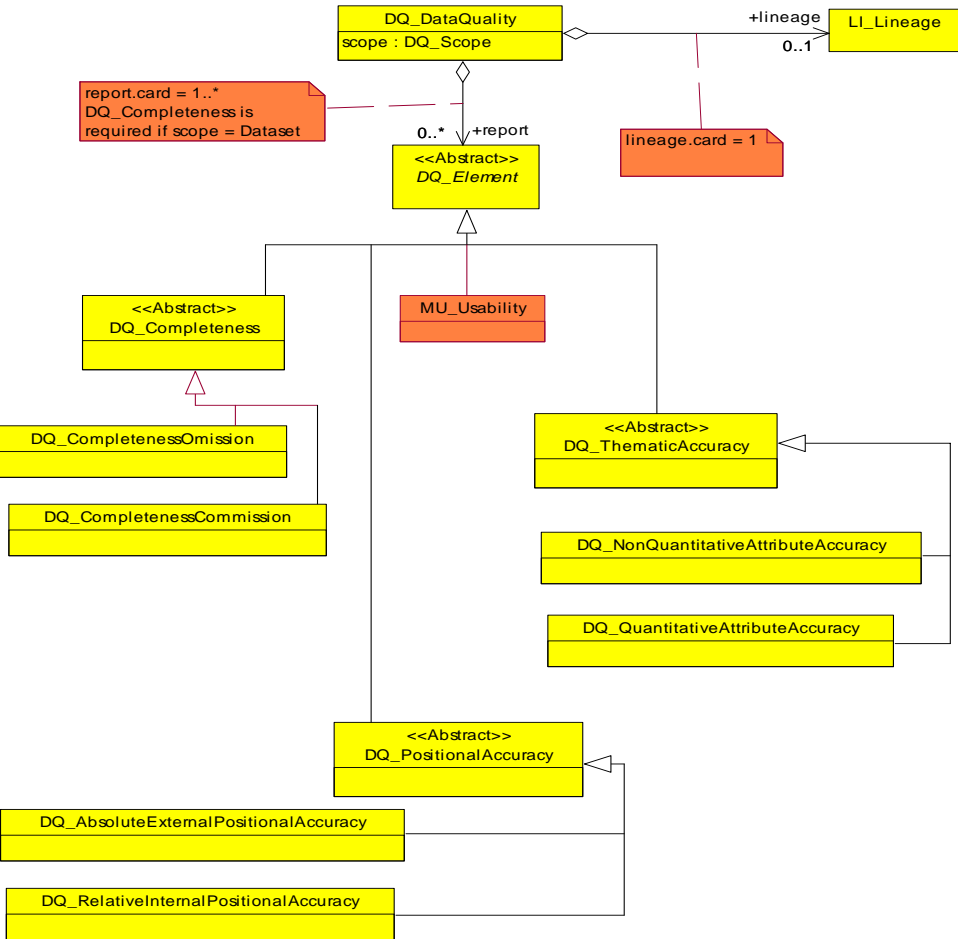 DQ_DataQuality
scope : DQ_Scope
+lineage
0..1
LI_Lineage
report.card = 1..*
DQ_Completeness is
required if scope = Dataset
0..*
+report
lineage.card = 1
<<Abstract>>
DQ_Element
<<Abstract>>
DQ_Completeness
MU_Usability
DQ_CompletenessOmission
<<Abstract>>
DQ_ThematicAccuracy
DQ_CompletenessCommission
DQ_NonQuantitativeAttributeAccuracy
DQ_QuantitativeAttributeAccuracy
<<Abstract>>
DQ_PositionalAccuracy
DQ_AbsoluteExternalPositionalAccuracy
DQ_RelativeInternalPositionalAccuracy